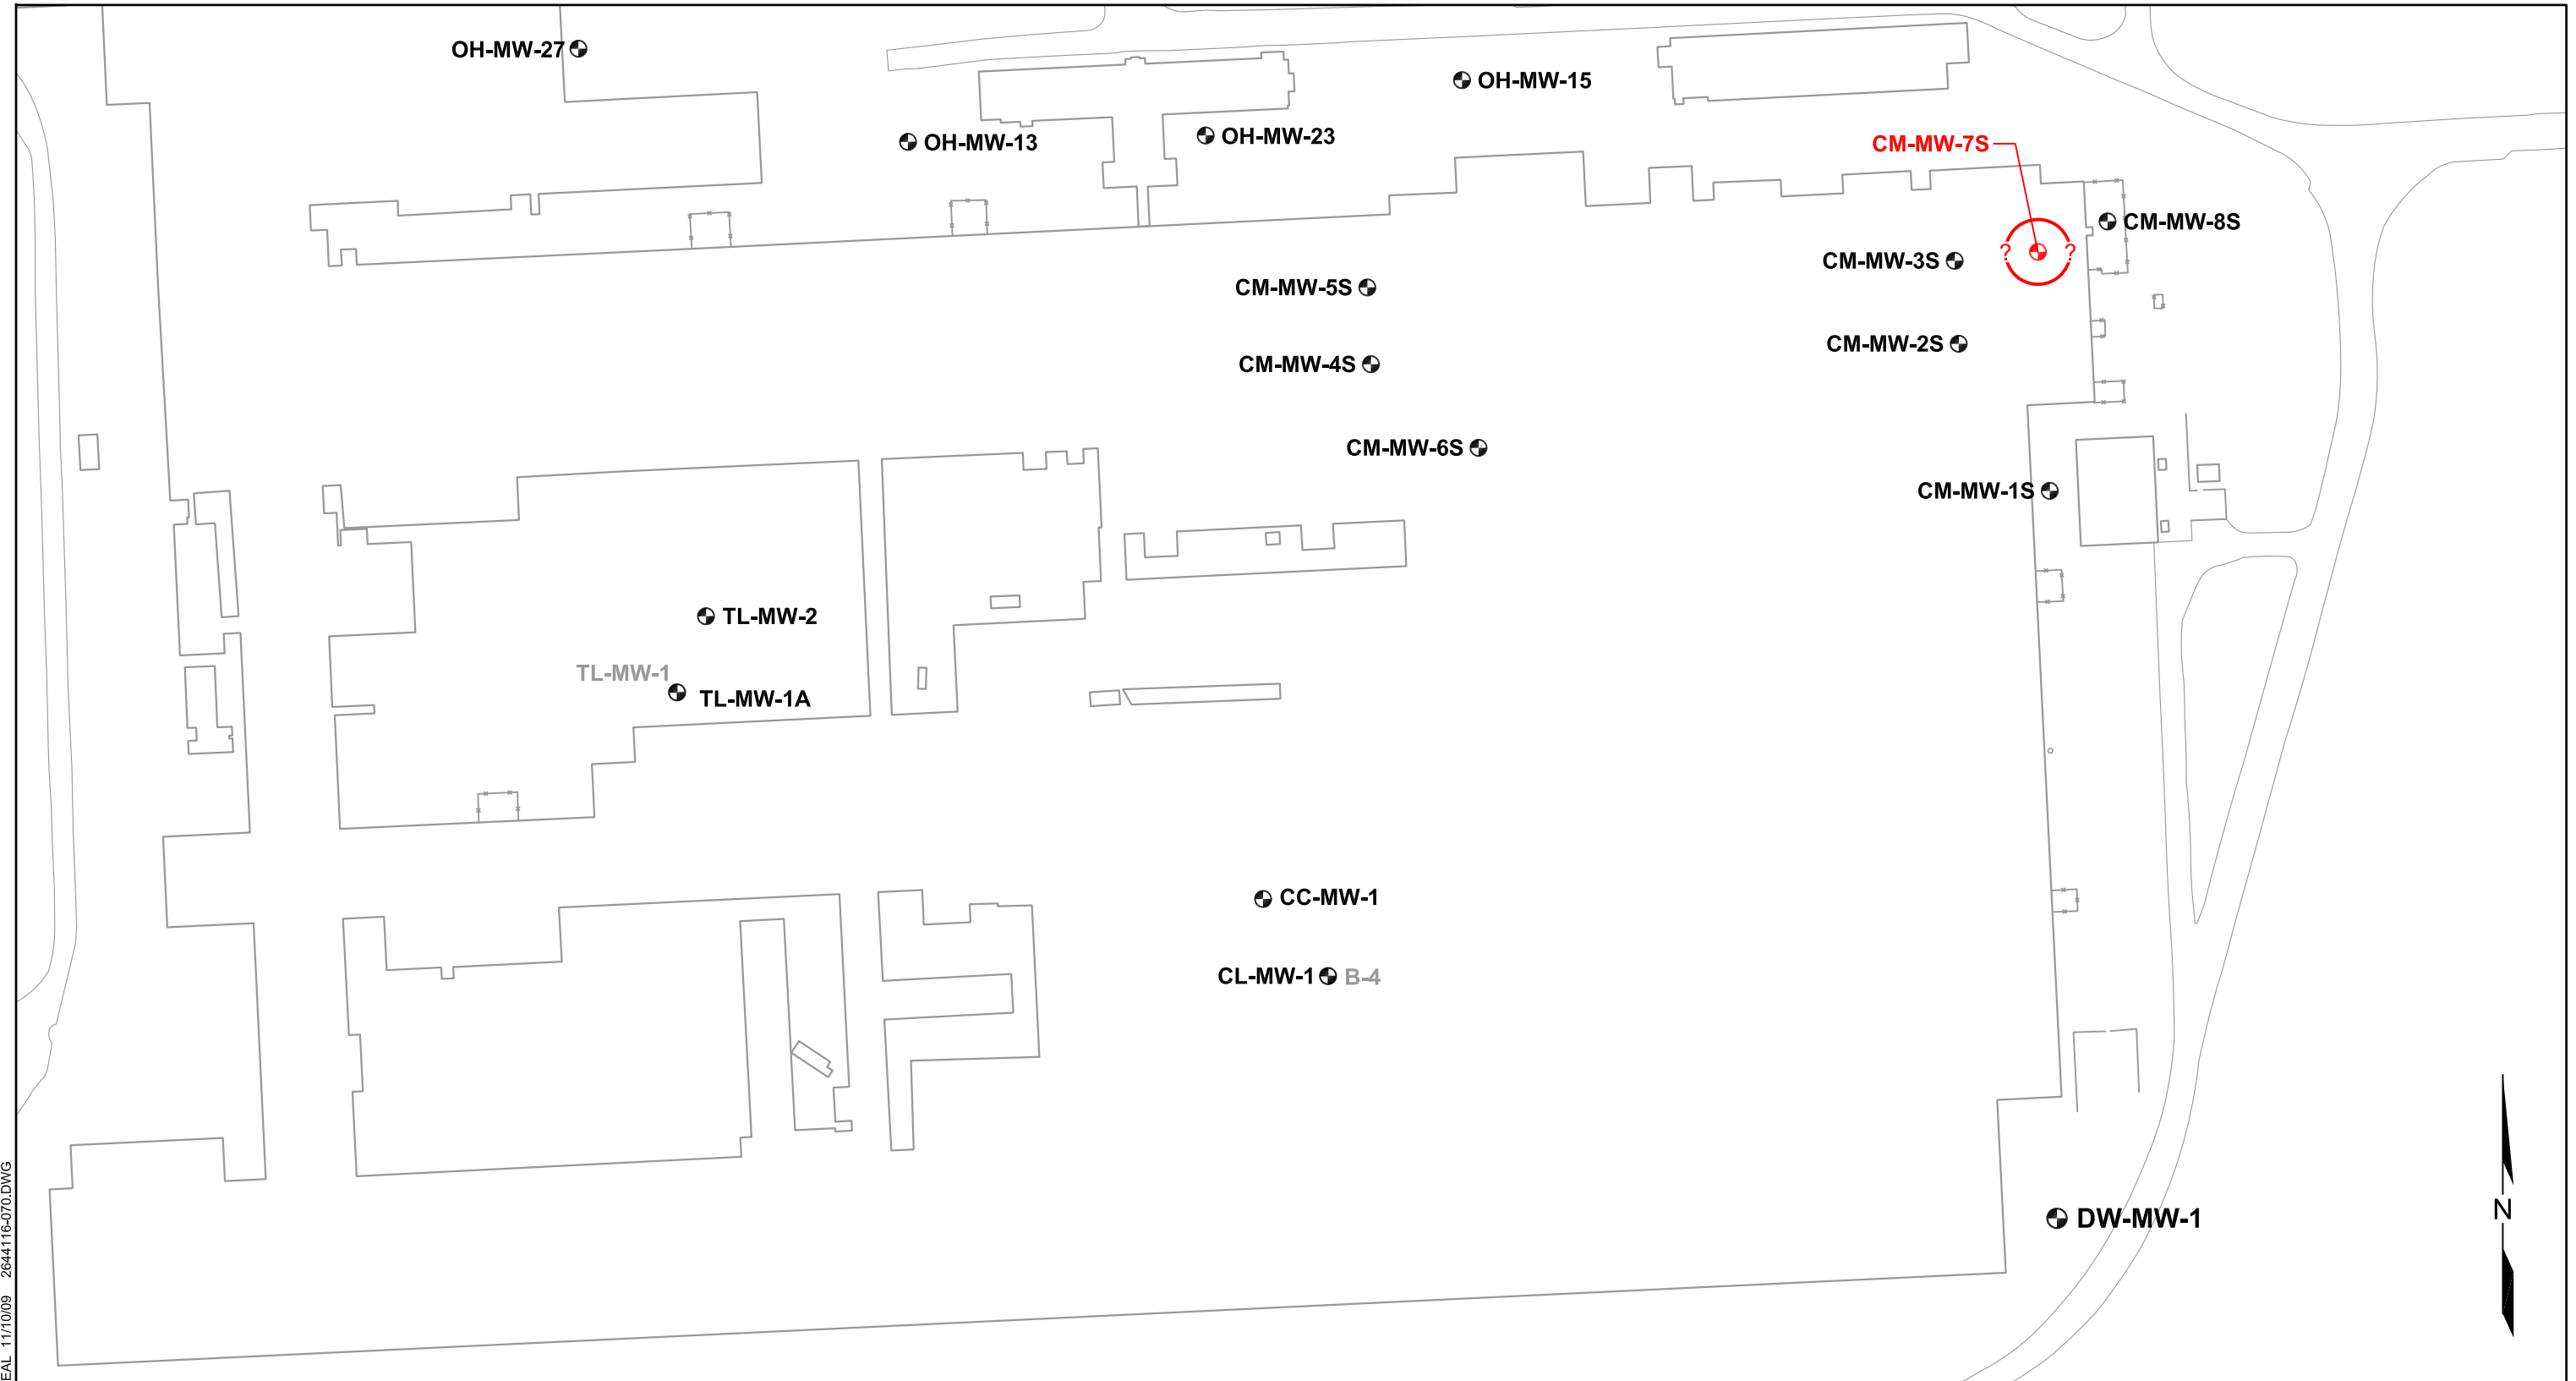 OH-MW-27
OH-MW-15
OH-MW-13
OH-MW-23
CM-MW-7S
CM-MW-8S
? ?
CM-MW-3S
CM-MW-5S
CM-MW-2S
CM-MW-4S
CM-MW-6S
CM-MW-1S
TL-MW-2
TL-MW-1
TL-MW-1A
CC-MW-1
CL-MW-1 B-4
DW-MW-1
N
EAL 11/10/09 2644116-070.DWG